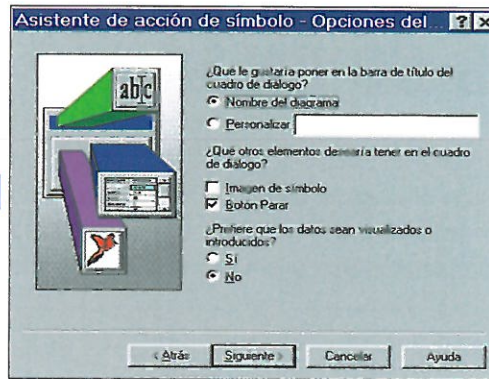 Asistente de acción de símbolo - Opciones del...
ab|c
¿Qué le gustaría poner en la barra de título del
cuadro de diálogo?
Nombre del diagrama
Personalizar
¿Qué otros elementos desearía tener en el cuadro
de diálogo?
Imagen de símbolo
Botón Parar
¿Prefiere que los datos sean visualizados o
introducidos?
Sí
No
< Atrás
Siguiente >
Cancelar
Ayuda